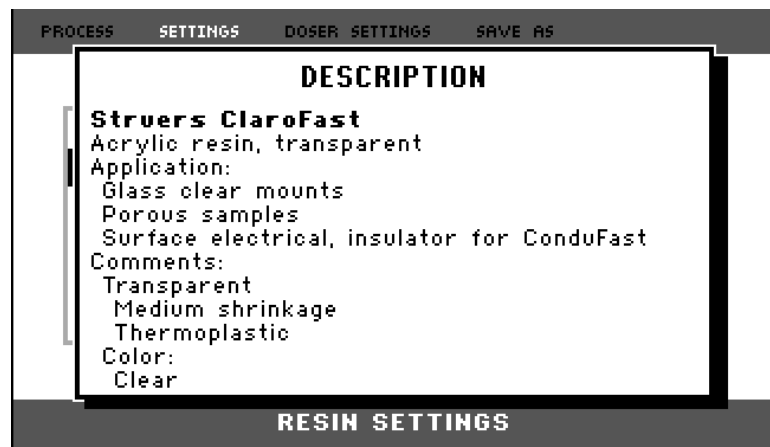 PROCESS SETTINGS DOSER SETTINGS SAVE AS
DESCRIPTION
Struers ClaroFast
Acrylic resin, transparent
Application:
Glass clear mounts
Porous samples
Surface electrical, insulator for ConduFast
Comments:
Transparent
Medium shrinkage
Thermoplastic
Color:
Clear
RESIN SETTINGS